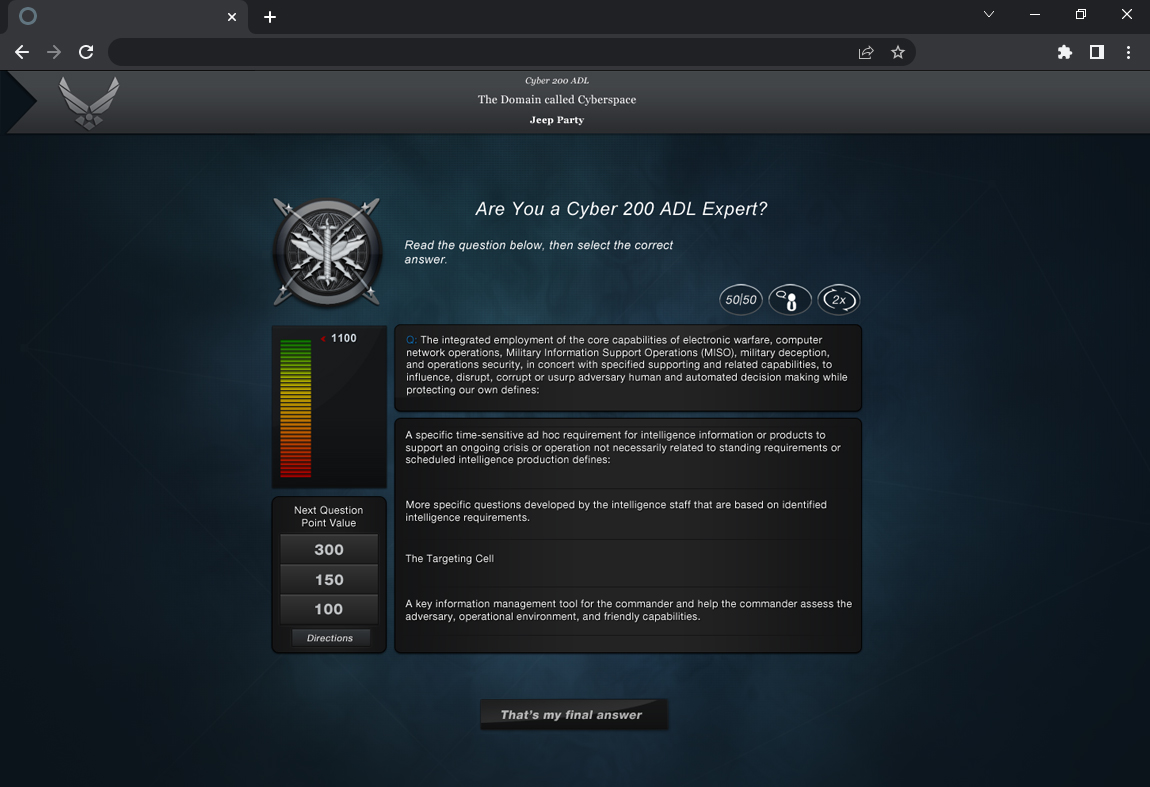 Cyber 200 ADL
The Domain called Cyberspace
Jeep Party
Are You a Cyber 200 ADL Expert?
Read the question below, then select the correct
answer.
50|50
2x
1100
Q: The integrated employment of the core capabilities of electronic warfare, computer
network operations, Military Information Support Operations (MISO), military deception,
and operations security, in concert with specified supporting and related capabilities, to
influence, disrupt, corrupt or usurp adversary human and automated decision making while
protecting our own defines:
A specific time-sensitive ad hoc requirement for intelligence information or products to
support an ongoing crisis or operation not necessarily related to standing requirements or
scheduled intelligence production defines:
More specific questions developed by the intelligence staff that are based on identified
intelligence requirements.
The Targeting Cell
A key information management tool for the commander and help the commander assess the
adversary, operational environment, and friendly capabilities.
Next Question
Point Value
300
150
100
Directions
That's my final answer